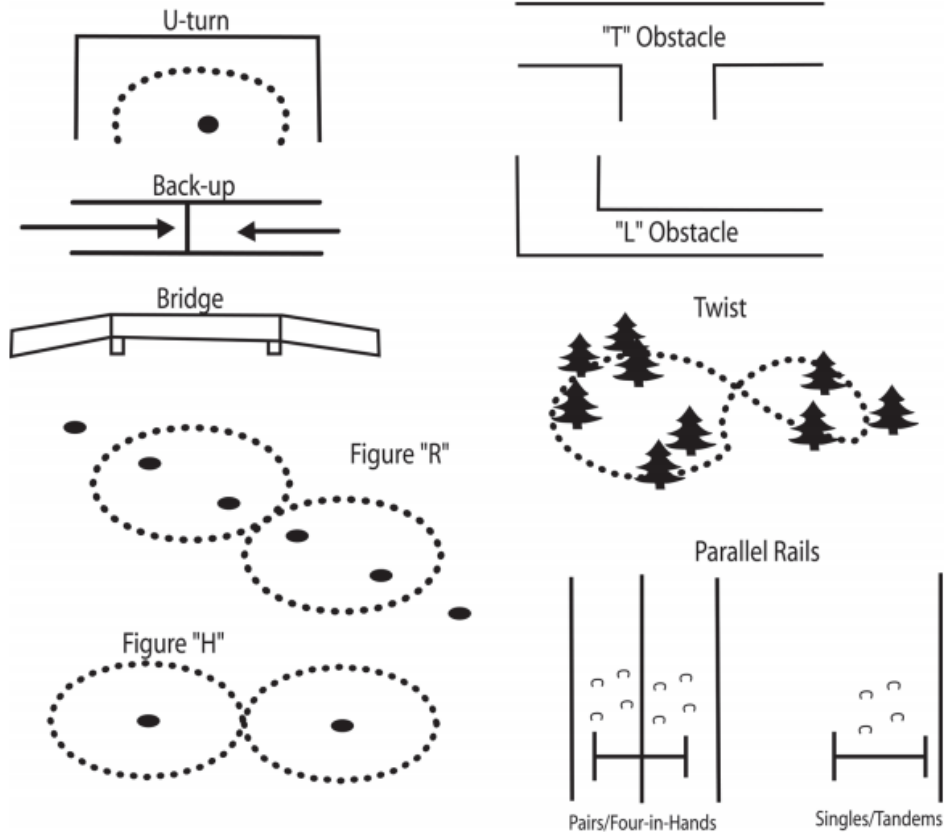 U-turn
"T" Obstacle
Back-up
"L" Obstacle
Bridge
Twist
Figure "R"
Parallel Rails
Figure "H"
Pairs/Four-in-Hands
Singles/Tandems